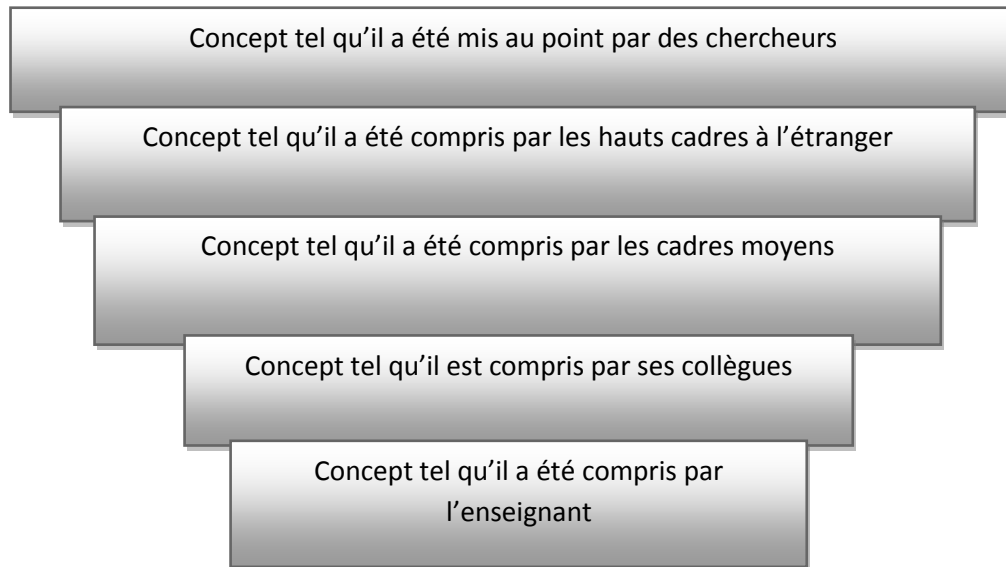 Concept tel qu’il a été mis au point par des chercheurs
Concept tel qu’il a été compris par les hauts cadres à l’étranger
Concept tel qu’il a été compris par les cadres moyens
Concept tel qu’il est compris par ses collègues
Concept tel qu’il a été compris par
l’enseignant